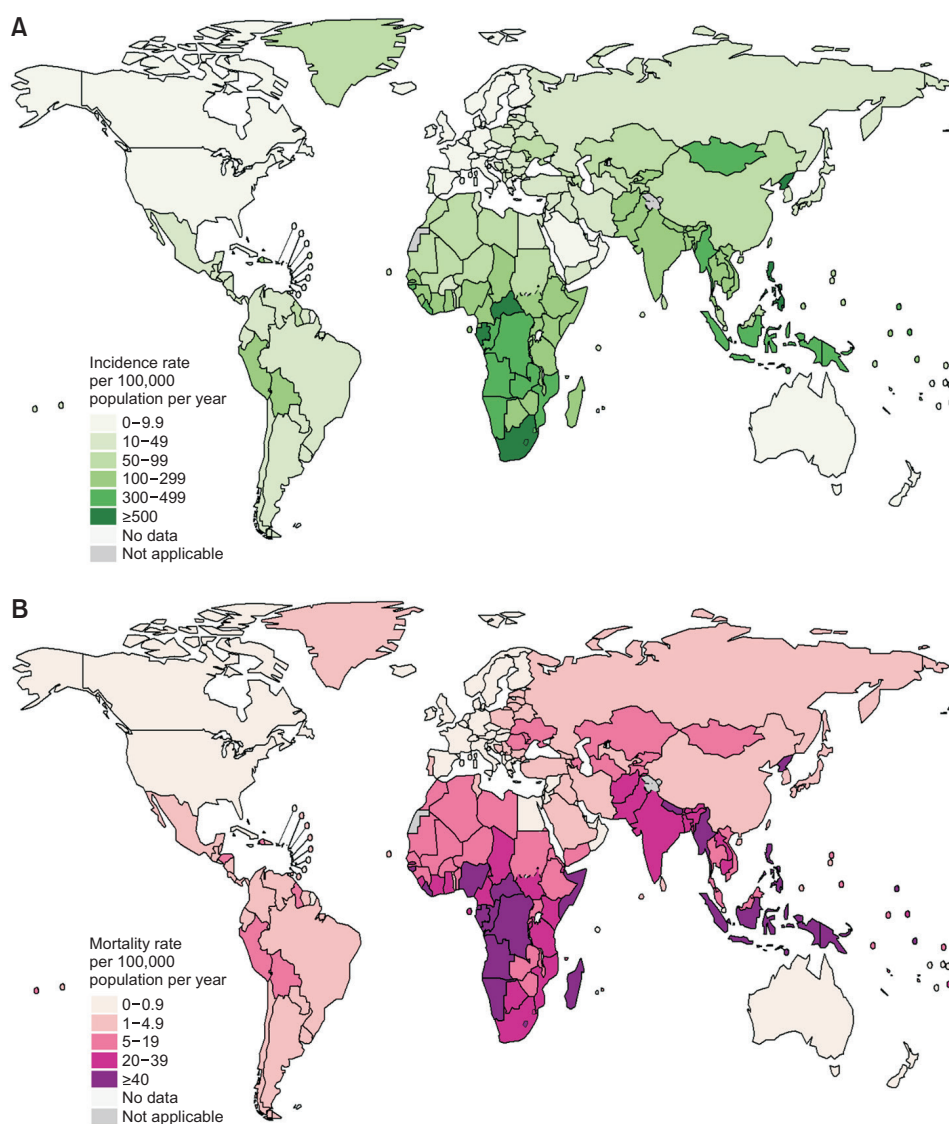 A
Incidence rate
per 100,000
population per year
0−9.9
10−49
50−99
100−299
300−499
≥500
No data
Not applicable
B
Mortality rate
per 100,000
population per year
0−0.9
1−4.9
5−19
20−39
≥40
No data
Not applicable